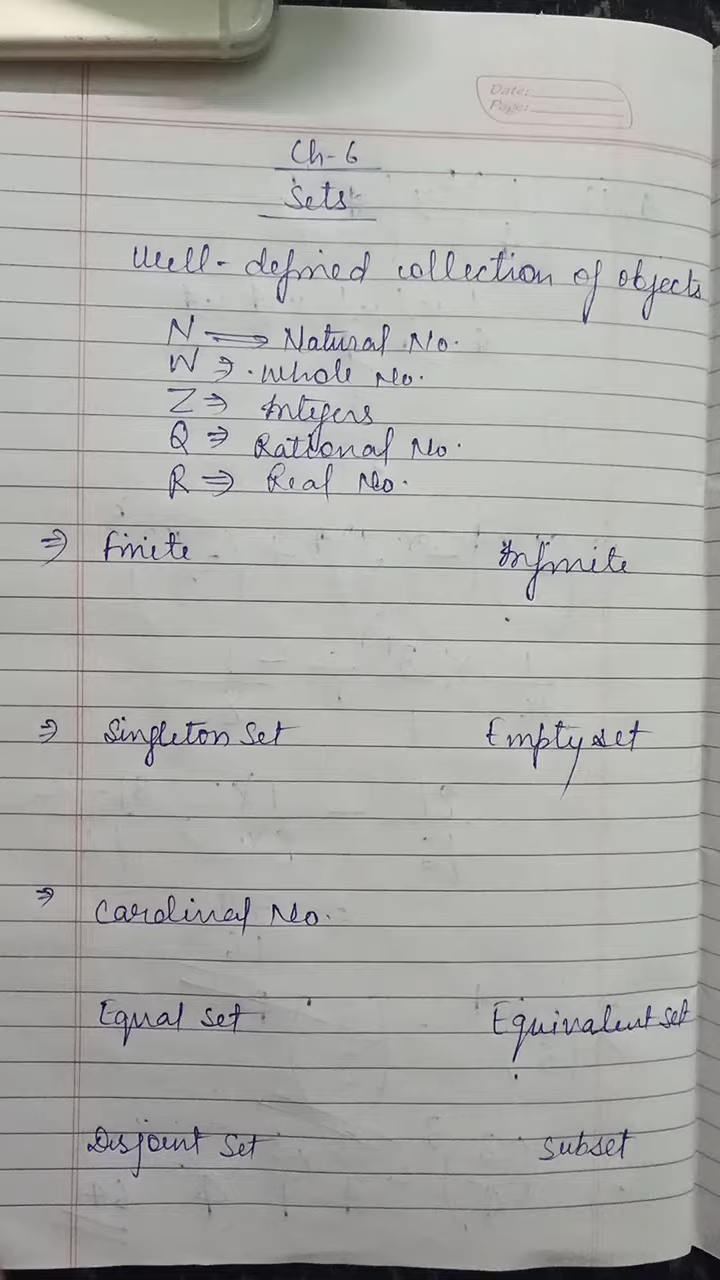 Date:
Page:
Ch-6
Sets
Well-defined collection of objects
N ⟹ Natural No.
W ⇒ Whole No.
Z ⇒ Integers
Q ⇒ Rational No.
R ⇒ Real No.
⇒ Finite Infinite
⇒ Singleton Set Empty set
⇒ Cardinal No.
Equal Set Equivalent set
Disjoint Set Subset